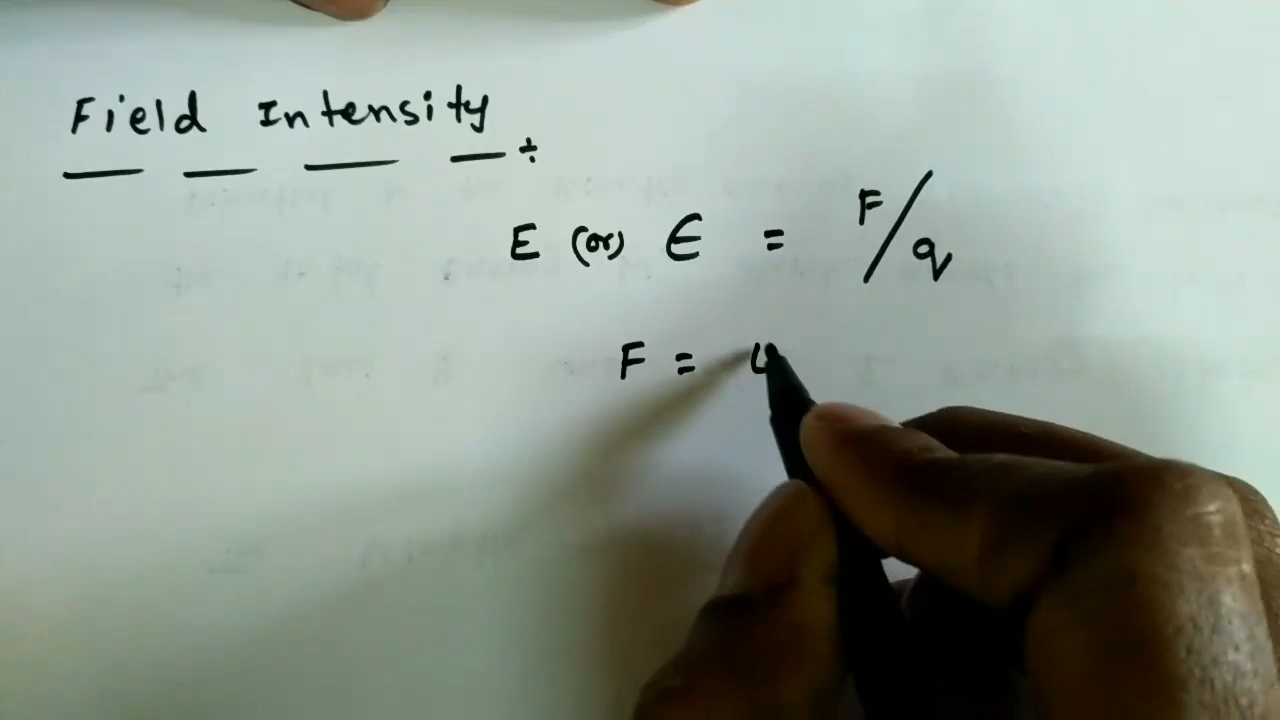 Field Intensity ÷
E (or) ∈ = F/q
F =